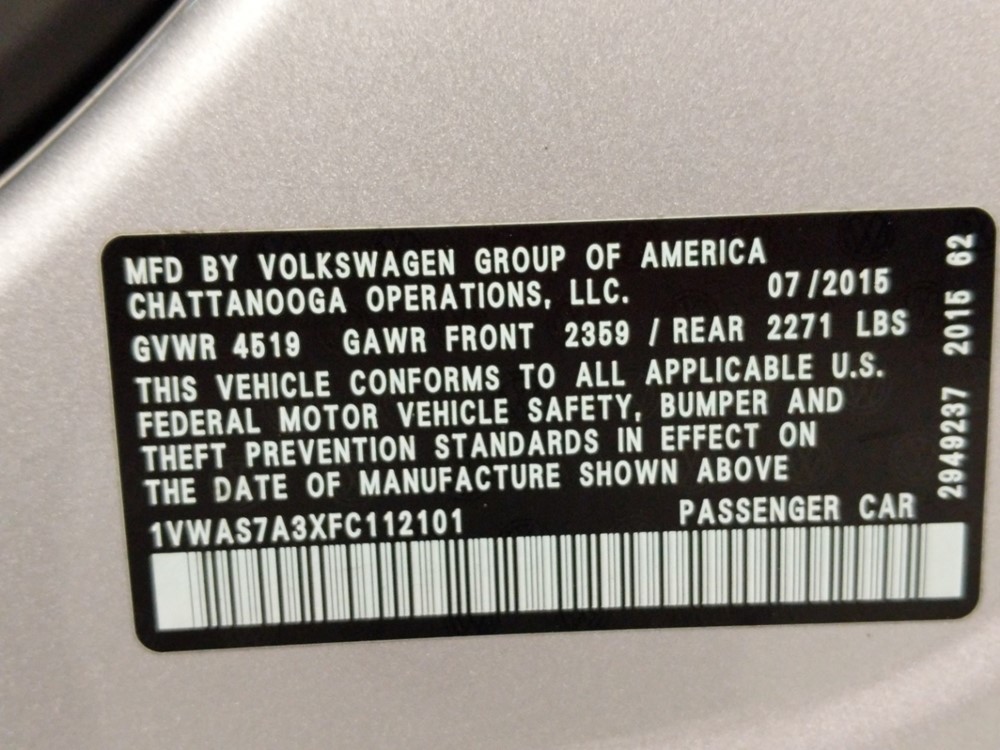 MFD BY VOLKSWAGEN GROUP OF AMERICA
CHATTANOOGA OPERATIONS, LLC. 07/2015
GVWR 4519 GAWR FRONT 2359 / REAR 2271 LBS
THIS VEHICLE CONFORMS TO ALL APPLICABLE U.S.
FEDERAL MOTOR VEHICLE SAFETY, BUMPER AND
THEFT PREVENTION STANDARDS IN EFFECT ON
THE DATE OF MANUFACTURE SHOWN ABOVE
1VWAS7A3XFC112101 PASSENGER CAR
2949237 2015 62